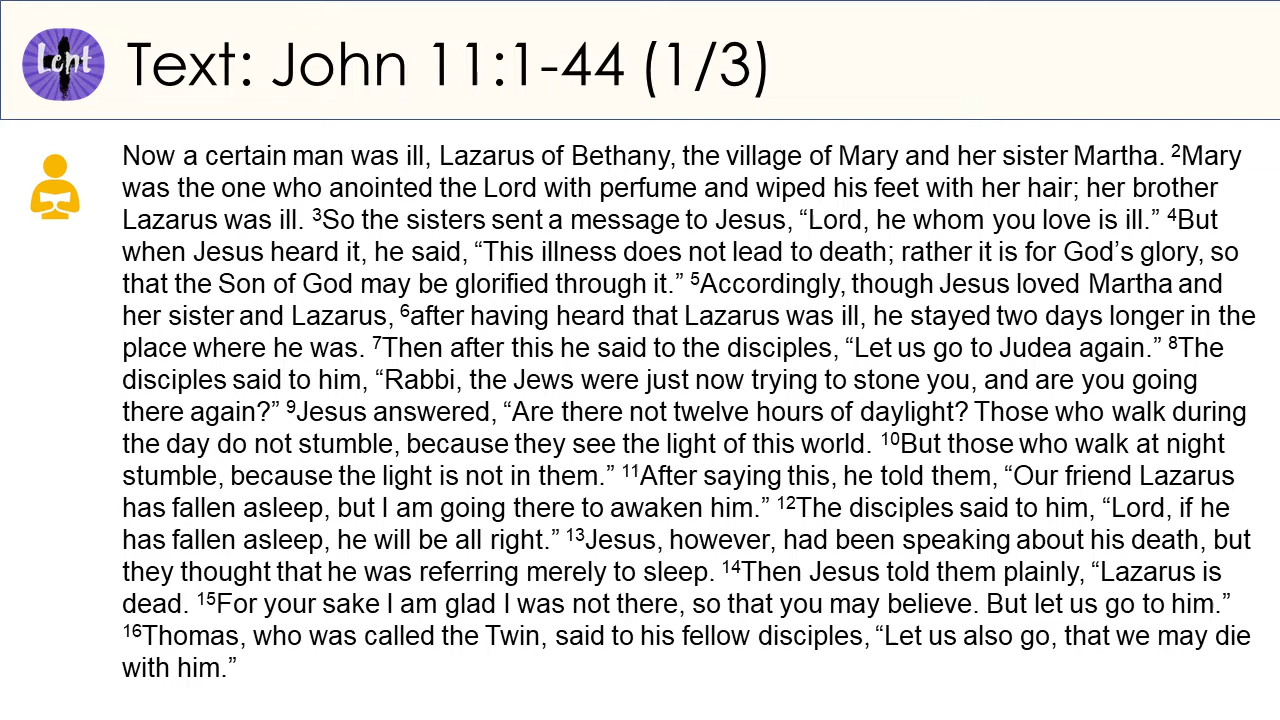 Lent
Text: John 11:1-44 (1/3)
Now a certain man was ill, Lazarus of Bethany, the village of Mary and her sister Martha. ²Mary
was the one who anointed the Lord with perfume and wiped his feet with her hair; her brother
Lazarus was ill. ³So the sisters sent a message to Jesus, “Lord, he whom you love is ill.” ⁴But
when Jesus heard it, he said, “This illness does not lead to death; rather it is for God’s glory, so
that the Son of God may be glorified through it.” ⁵Accordingly, though Jesus loved Martha and
her sister and Lazarus, ⁶after having heard that Lazarus was ill, he stayed two days longer in the
place where he was. ⁷Then after this he said to the disciples, “Let us go to Judea again.” ⁸The
disciples said to him, “Rabbi, the Jews were just now trying to stone you, and are you going
there again?” ⁹Jesus answered, “Are there not twelve hours of daylight? Those who walk during
the day do not stumble, because they see the light of this world. ¹⁰But those who walk at night
stumble, because the light is not in them.” ¹¹After saying this, he told them, “Our friend Lazarus
has fallen asleep, but I am going there to awaken him.” ¹²The disciples said to him, “Lord, if he
has fallen asleep, he will be all right.” ¹³Jesus, however, had been speaking about his death, but
they thought that he was referring merely to sleep. ¹⁴Then Jesus told them plainly, “Lazarus is
dead. ¹⁵For your sake I am glad I was not there, so that you may believe. But let us go to him.”
¹⁶Thomas, who was called the Twin, said to his fellow disciples, “Let us also go, that we may die
with him.”